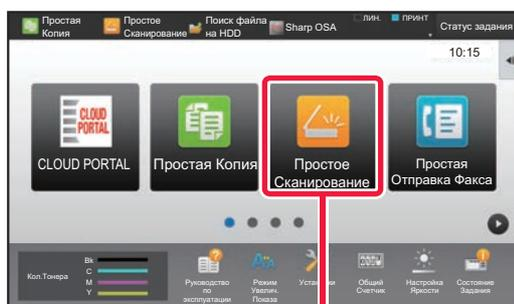 Простая Копия
Простое Сканирование
Поиск файла на HDD
Sharp OSA
ЛИН.
ПРИНТ
Статус задания
10:15
CLOUD PORTAL
CLOUD PORTAL
Простая Копия
Простое
Сканирование
Простая
Отправка Факса
Кол.Тонера
Bk
C
M
Y
Руководство
по
эксплуатации
Режим
Увелич.
Показа
Общий
Счетчик
Настройка
Яркости
Состояние
Задания